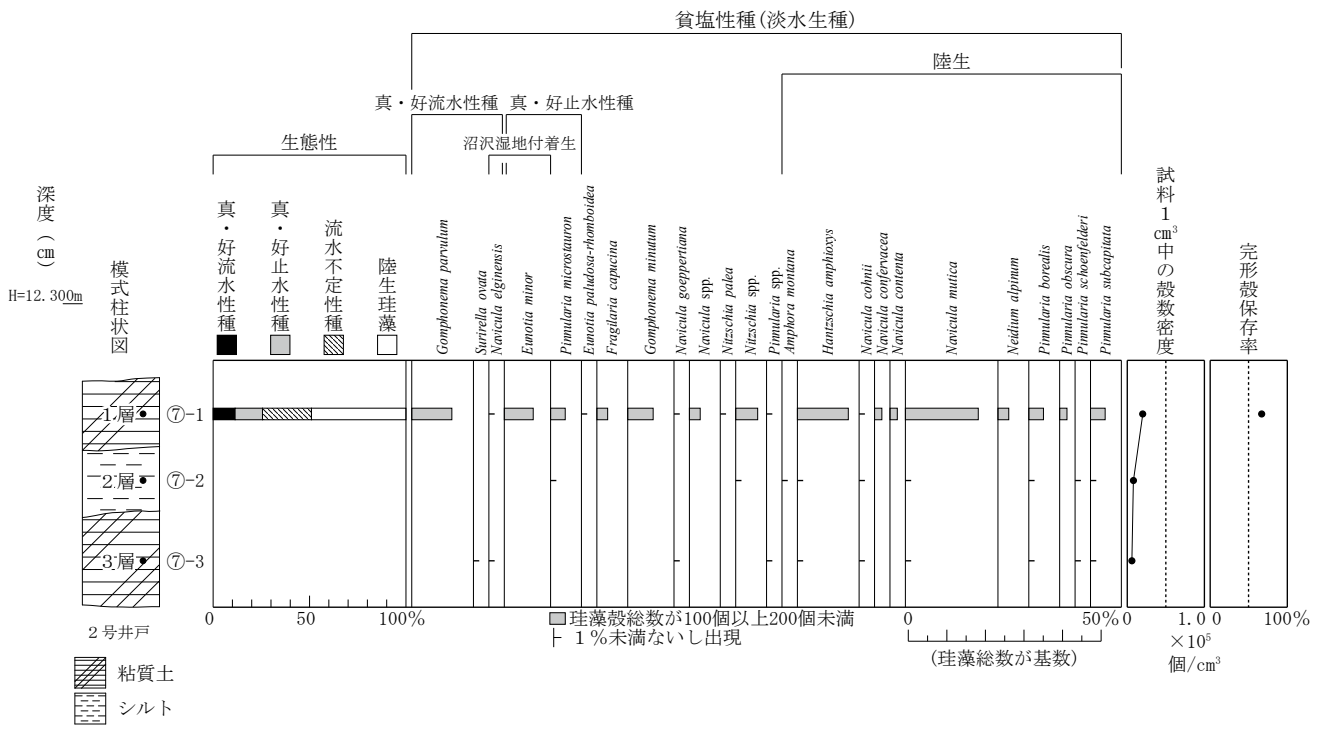 貧塩性種(淡水生種)
陸生
真・好流水性種
真・好止水性種
生態性
沼沢湿地付着生
深度(㎝)
H=12.300m
模式柱状図
真・好流水性種
真・好止水性種
流水不定性種
陸生珪藻
Gomphonema parvulum
Surirella ovata
Navicula elginensis
Eunotia minor
Pinnularia microstauron
Eunotia paludosa-rhomboidea
Fragilaria capucina
Gomphonema minutum
Navicula goeppertiana
Navicula spp.
Nitzschia palea
Nitzschia spp.
Pinnularia spp.
Amphora montana
Hantzschia amphioxys
Navicula cohnii
Navicula confervacea
Navicula contenta
Navicula mutica
Neidium alpinum
Pinnularia boredis
Pinnularia obscura
Pinnularia schoenfelderi
Pinnularia subcapitata
試料1cm³中の殻数密度
完形殻保存率
1層 ⑦-1
2層 ⑦-2
3層 ⑦-3
0 50 100%
珪藻殻総数が100個以上200個未満
1%未満ないし出現
0 50%
(珪藻総数が基数)
0 1.0
×10⁵
個/cm³
0 100%
2号井戸
粘質土
シルト